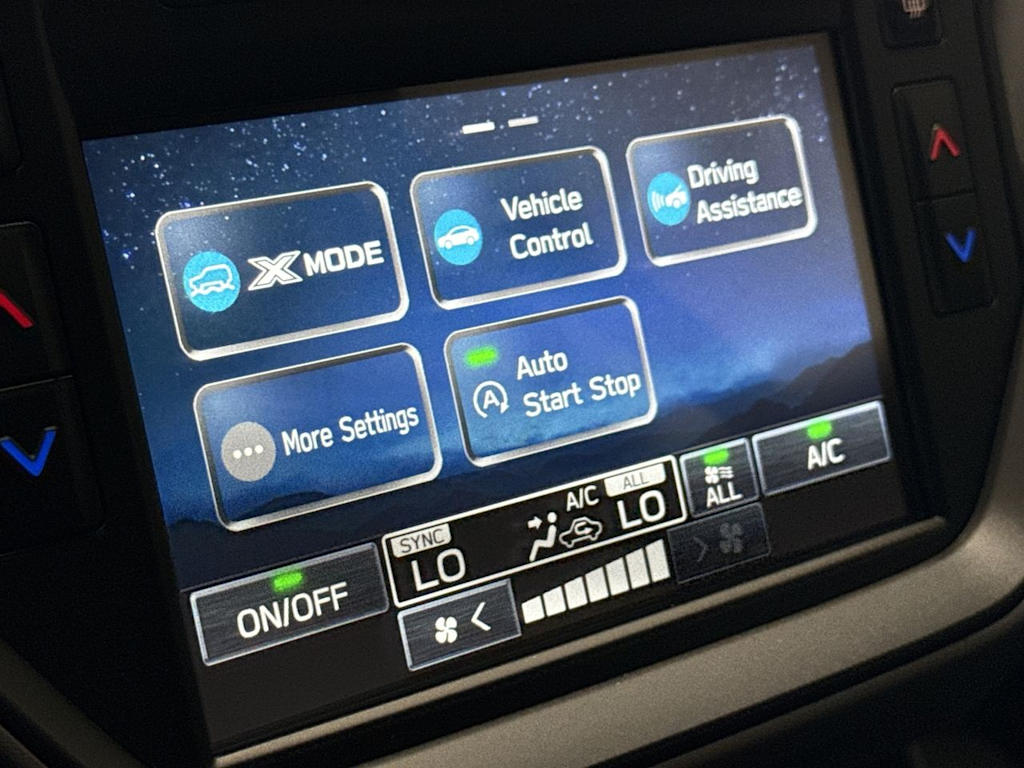 X MODE
Vehicle
Control
Driving
Assistance
More Settings
A
Auto
Start Stop
ON/OFF
SYNC
LO
A/C
ALL
LO
ALL
A/C